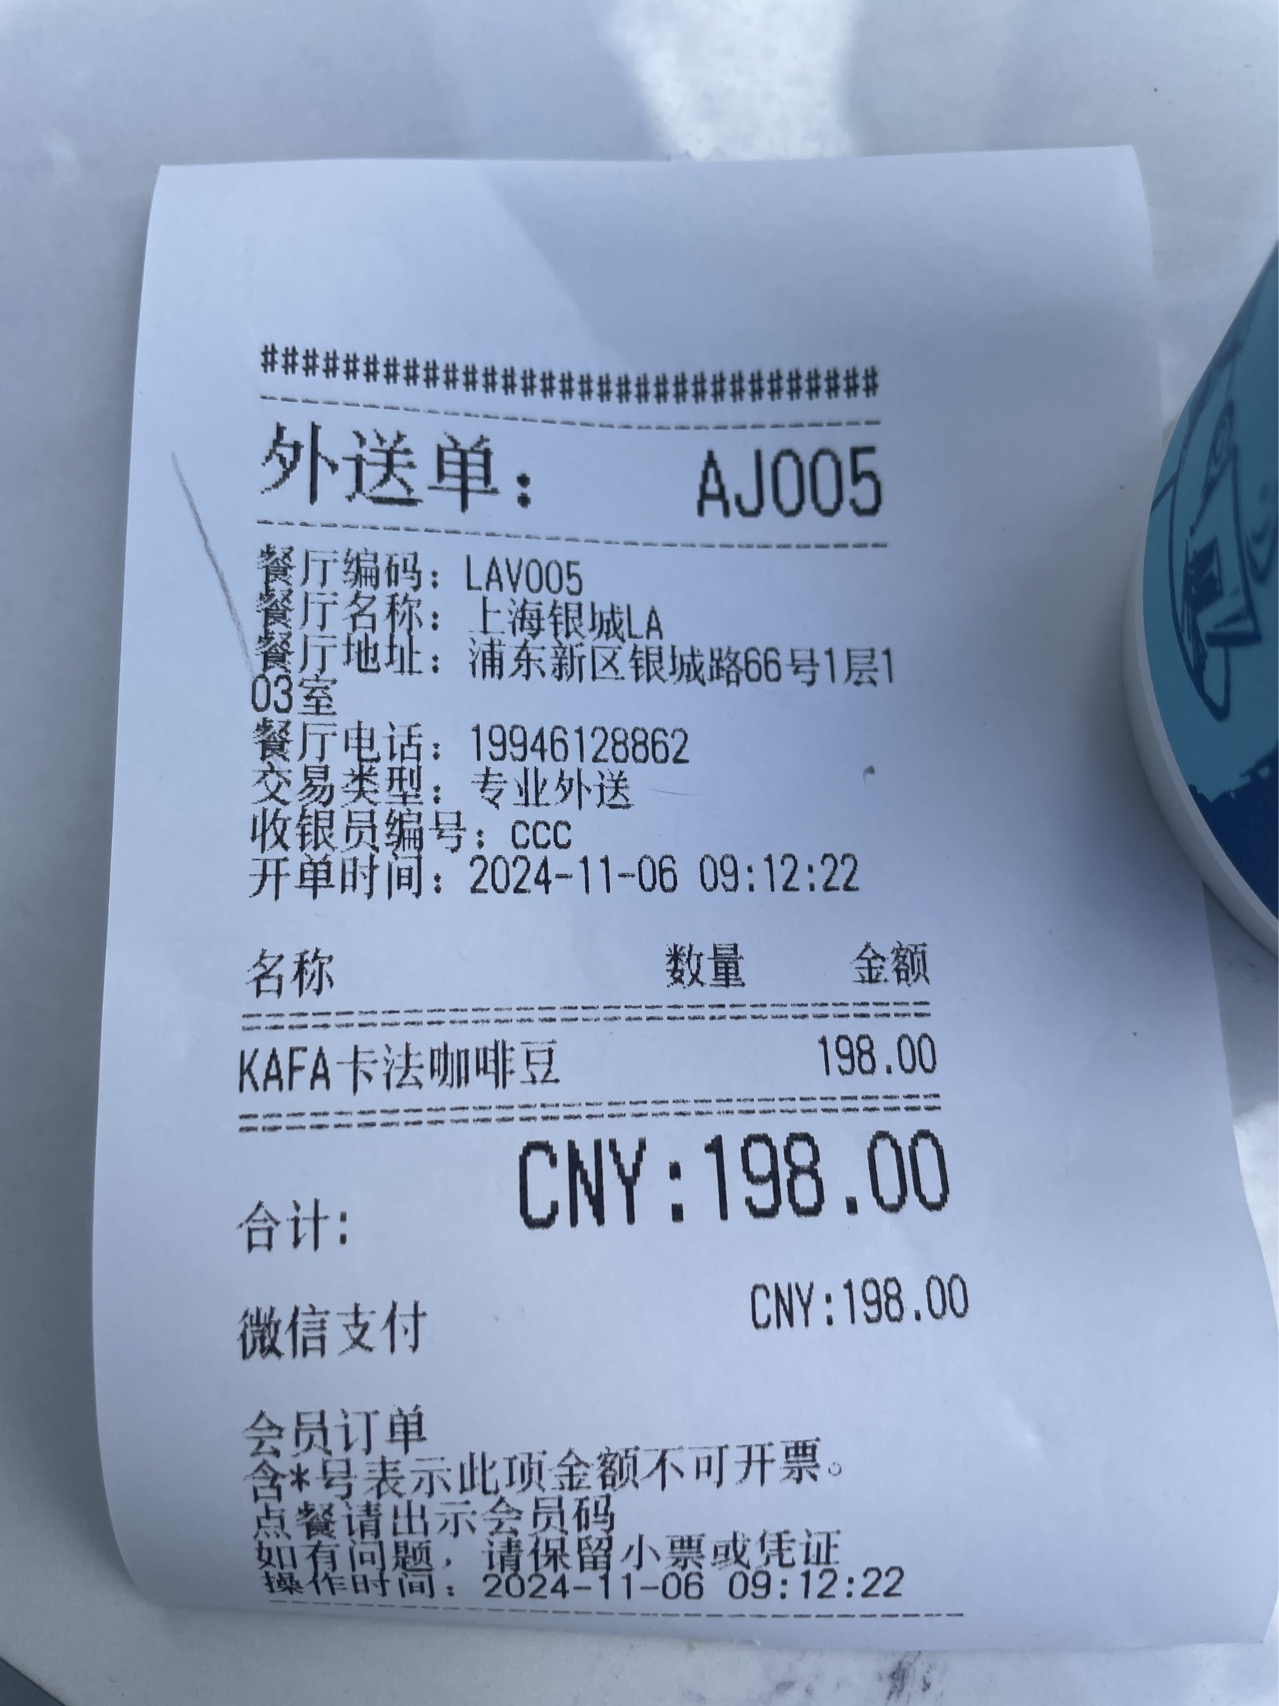 ##############################
外送单: AJ005
餐厅编码: LAV005
餐厅名称: 上海银城LA
餐厅地址: 浦东新区银城路66号1层1
03室
餐厅电话: 19946128862
交易类型: 专业外送
收银员编号: ccc
开单时间: 2024-11-06 09:12:22
名称 数量 金额
KAFA卡法咖啡豆 198.00
CNY:198.00
合计:
微信支付 CNY:198.00
会员订单
含*号表示此项金额不可开票。
点餐请出示会员码
如有问题，请保留小票或凭证
操作时间: 2024-11-06 09:12:22